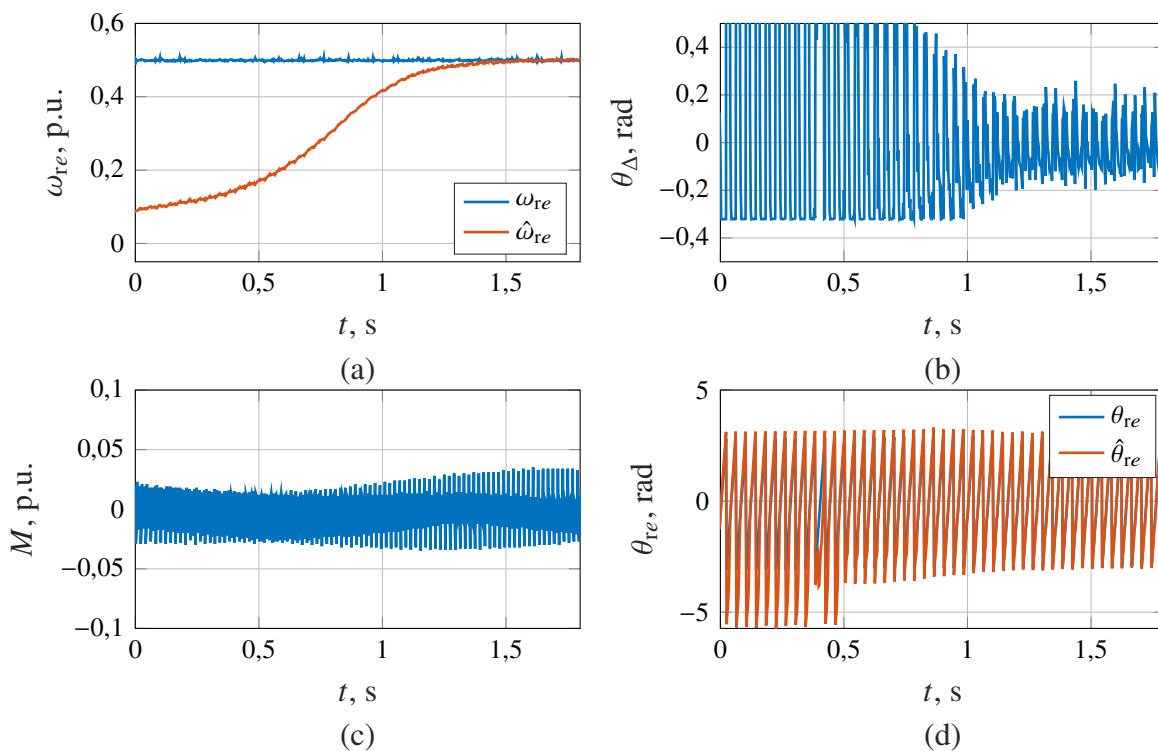 0,6
0,4
0,2
0
ω_re, p.u.
ω_re
ω̂_re
0 0,5 1 1,5
t, s
(a)
0,4
0,2
0
−0,2
−0,4
θ_Δ, rad
0 0,5 1 1,5
t, s
(b)
0,1
0,05
0
−0,05
−0,1
M, p.u.
0 0,5 1 1,5
t, s
(c)
5
0
−5
θ_re, rad
θ_re
θ̂_re
0 0,5 1 1,5
t, s
(d)